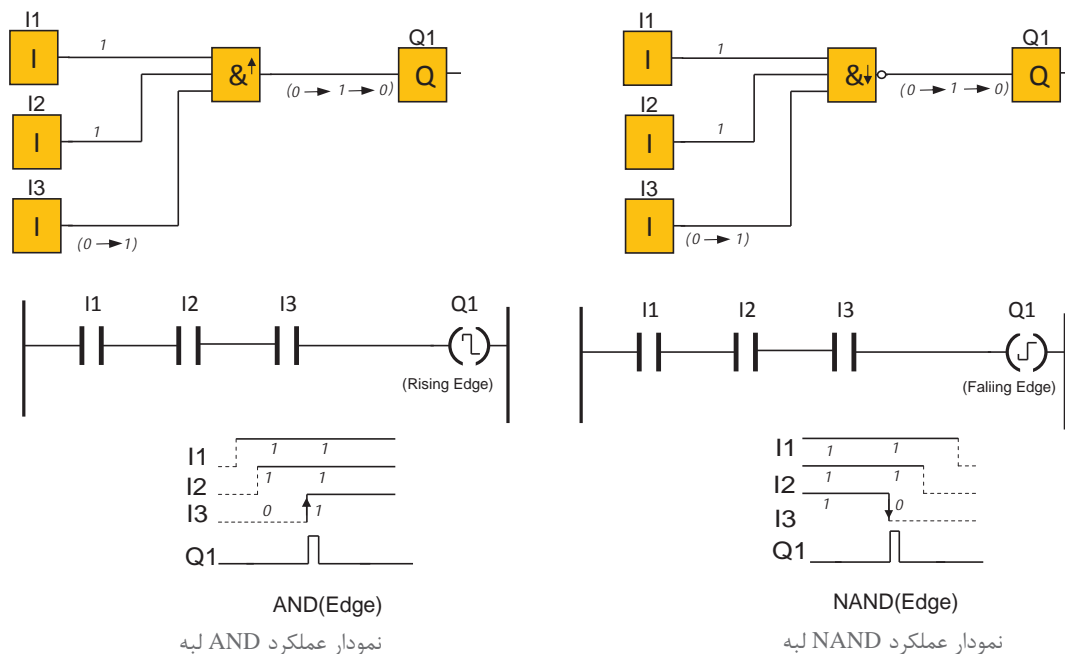 I1
I
1
I2
I
1
I3
I
(0 → 1)
&↑
(0 → 1 → 0)
Q1
Q
I1
I
1
I2
I
1
I3
I
(0 → 1)
&↓
(0 → 1 → 0)
Q1
Q
I1 I2 I3 Q1
(Rising Edge)
I1 I2 I3 Q1
(Faliing Edge)
I1 1 1
I2 1 1
I3 0 1
Q1
AND(Edge)
نمودار عملکرد AND لبه
I1 1 1
I2 1 1
I3 1 0
Q1
NAND(Edge)
نمودار عملکرد NAND لبه